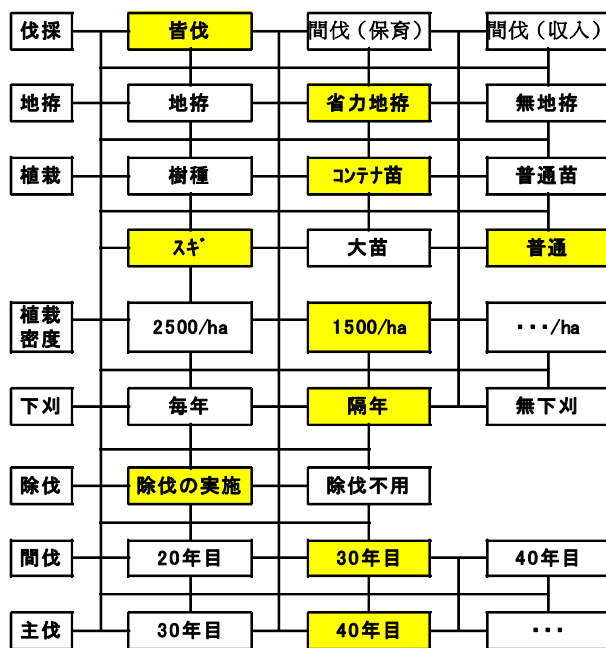 伐採 皆伐 間伐（保育） 間伐（収入）
地拵 地拵 省力地拵 無地拵
植栽 樹種 ｺﾝﾃﾅ苗 普通苗
ｽｷﾞ 大苗 普通
植栽
密度 2500/ha 1500/ha ･･･/ha
下刈 毎年 隔年 無下刈
除伐 除伐の実施 除伐不用
間伐 20年目 30年目 40年目
主伐 30年目 40年目 ･･･